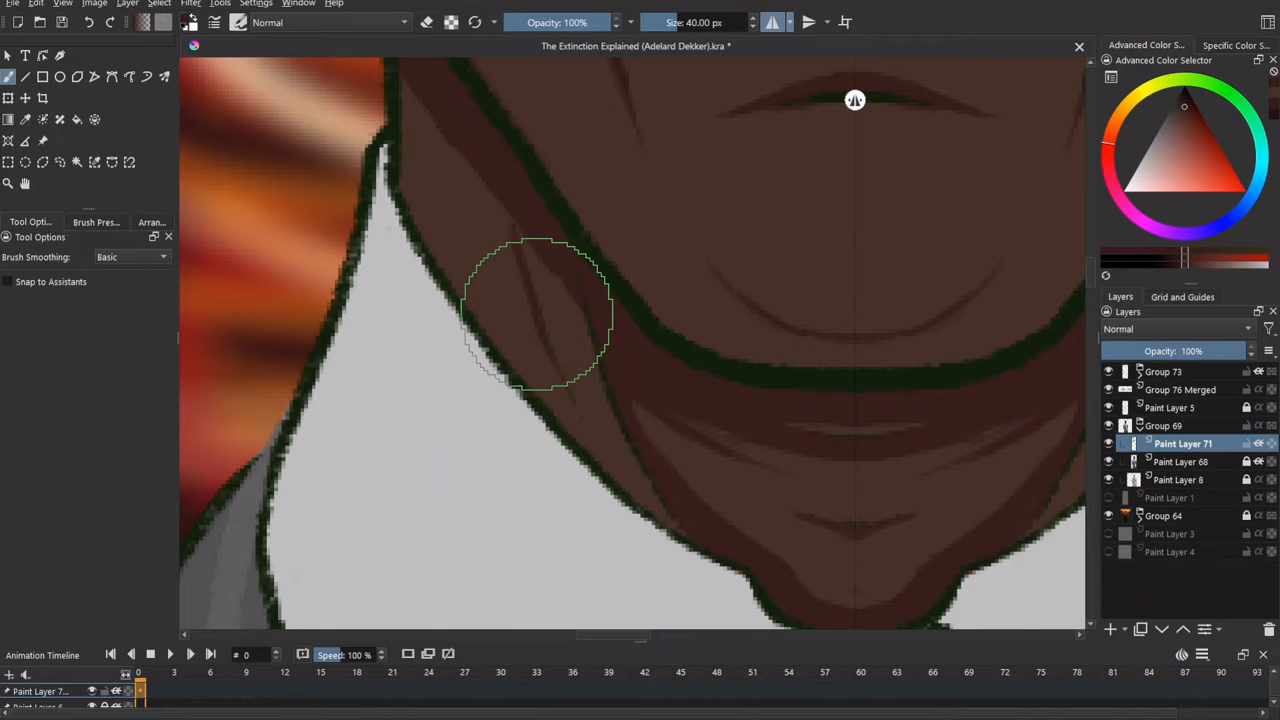 File Edit View Image Layer Select Filter Tools Settings Window Help
Normal Opacity: 100% Size: 40.00 px
The Extinction Explained (Adelard Dekker).kra *
Tool Opti... Brush Pres... Arran...
Tool Options
Brush Smoothing: Basic
Snap to Assistants
Advanced Color S... Specific Color S...
Advanced Color Selector
Layers Grid and Guides
Layers
Normal
Opacity: 100%
Group 73
Group 76 Merged
Paint Layer 5
Group 69
Paint Layer 71
Paint Layer 68
Paint Layer 8
Paint Layer 1
Group 64
Paint Layer 3
Paint Layer 4
Animation Timeline # 0 Speed: 100 %
0 3 6 9 12 15 18 21 24 27 30 33 36 39 42 45 48 51 54 57 60 63 66 69 72 75 78 81 84 87 90 93
Paint Layer 7...